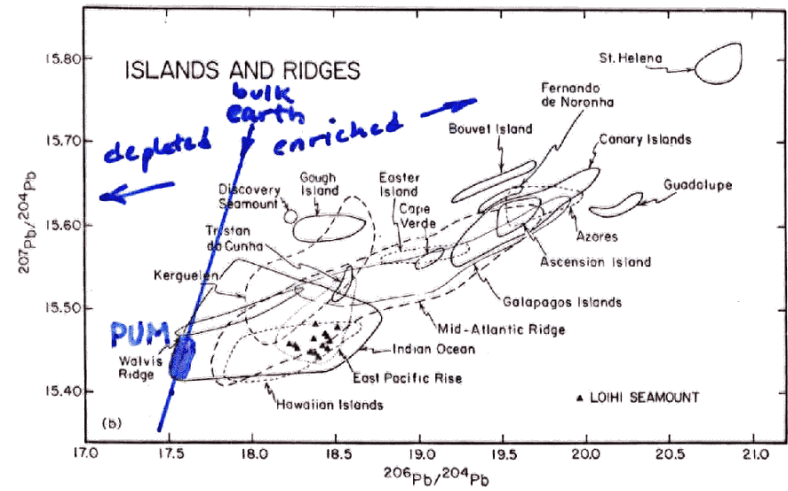 ISLANDS AND RIDGES
bulk
earth
depleted
enriched
PUM
St. Helena
Fernando
de Noronha
Bouvet Island
Canary Islands
Guadalupe
Discovery
Seamount
Gough
Island
Easter
Island
Cape
Verde
Tristan
da Cunha
Kerguelen
Azores
Ascension Island
Galapagos Islands
Mid-Atlantic Ridge
Walvis
Ridge
Indian Ocean
East Pacific Rise
Hawaiian Islands
▲ LOIHI SEAMOUNT
(b)
15.80
15.70
15.60
15.50
15.40
207Pb/204Pb
17.0 17.5 18.0 18.5 19.0 19.5 20.0 20.5 21.0
206Pb/204Pb